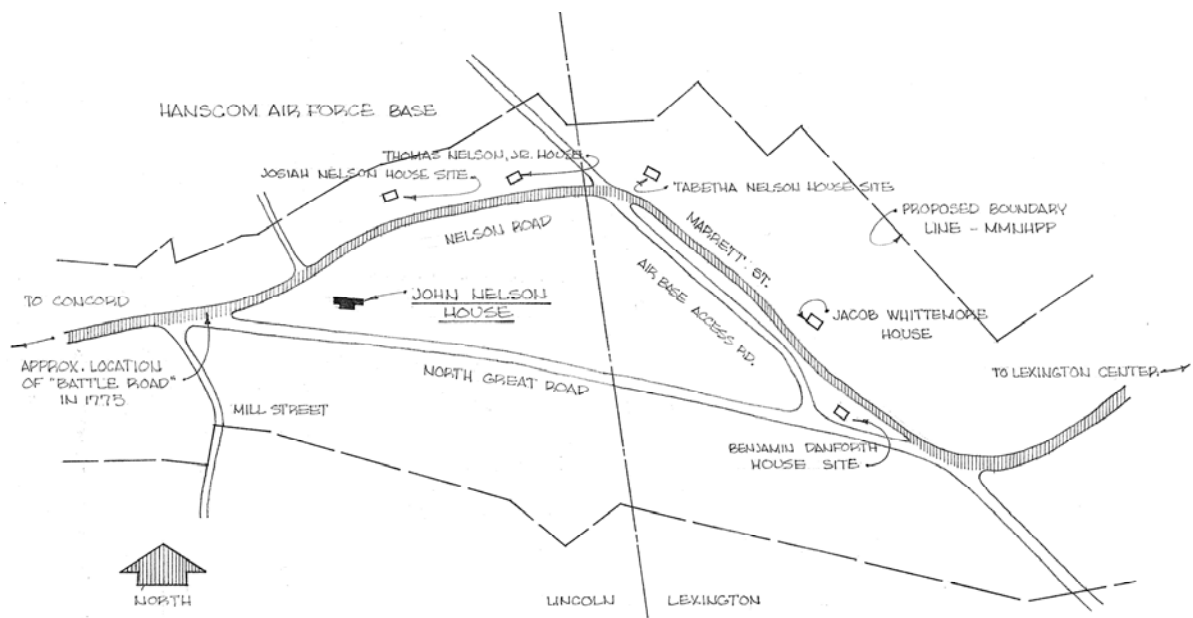 HANSCOM AIR FORCE BASE
THOMAS NELSON, JR. HOUSE
JOSIAH NELSON HOUSE SITE
TABETHA NELSON HOUSE SITE
PROPOSED BOUNDARY
LINE - MMNHPP
NELSON ROAD
MARRETT ST.
AIR BASE ACCESS RD.
TO CONCORD
JOHN NELSON
HOUSE
JACOB WHITTEMORE
HOUSE
APPROX. LOCATION
OF "BATTLE ROAD"
IN 1775
NORTH GREAT ROAD
TO LEXINGTON CENTER
MILL STREET
BENJAMIN DANFORTH
HOUSE SITE
NORTH
LINCOLN
LEXINGTON